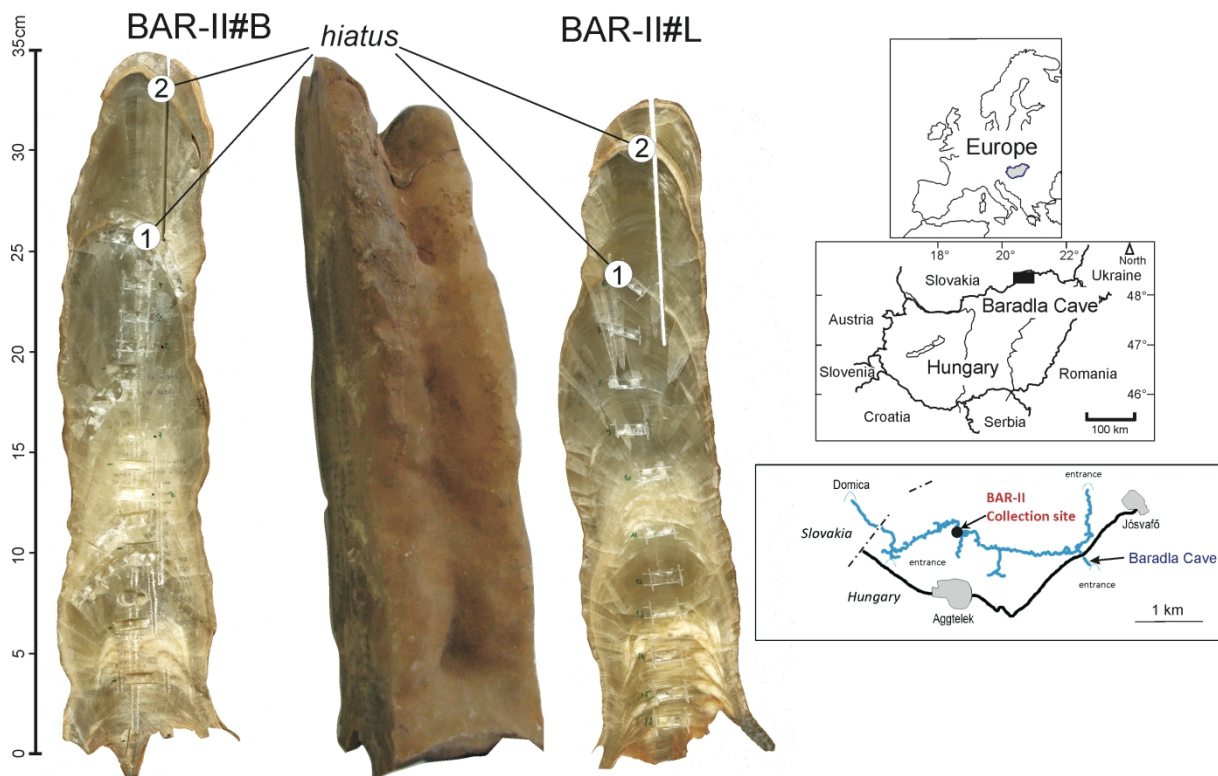 BAR-II#B
hiatus
BAR-II#L
35cm
30
25
20
15
10
5
0
2
1
2
1
Europe
18°
20°
22°
North
Slovakia
Ukraine
Baradla Cave
48°
Austria
47°
Hungary
Slovenia
Romania
46°
Croatia
Serbia
100 km
Domica
BAR-II
Collection site
entrance
Jósvafő
Slovakia
entrance
Baradla Cave
entrance
Hungary
Aggtelek
1 km